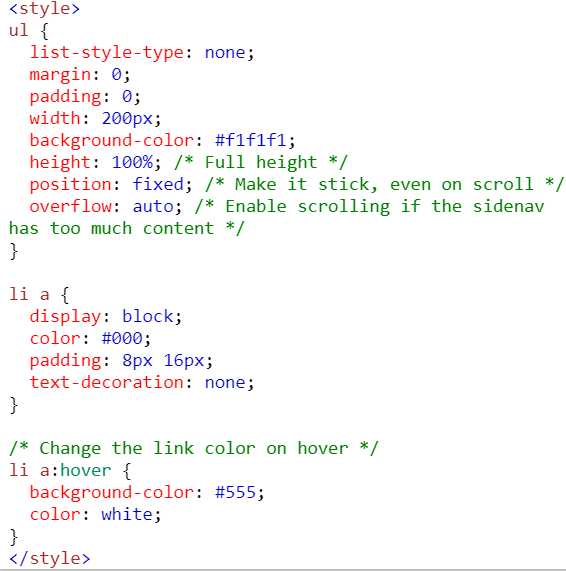 <style>
ul {
  list-style-type: none;
  margin: 0;
  padding: 0;
  width: 200px;
  background-color: #f1f1f1;
  height: 100%; /* Full height */
  position: fixed; /* Make it stick, even on scroll */
  overflow: auto; /* Enable scrolling if the sidenav
has too much content */
}

li a {
  display: block;
  color: #000;
  padding: 8px 16px;
  text-decoration: none;
}

/* Change the link color on hover */
li a:hover {
  background-color: #555;
  color: white;
}
</style>